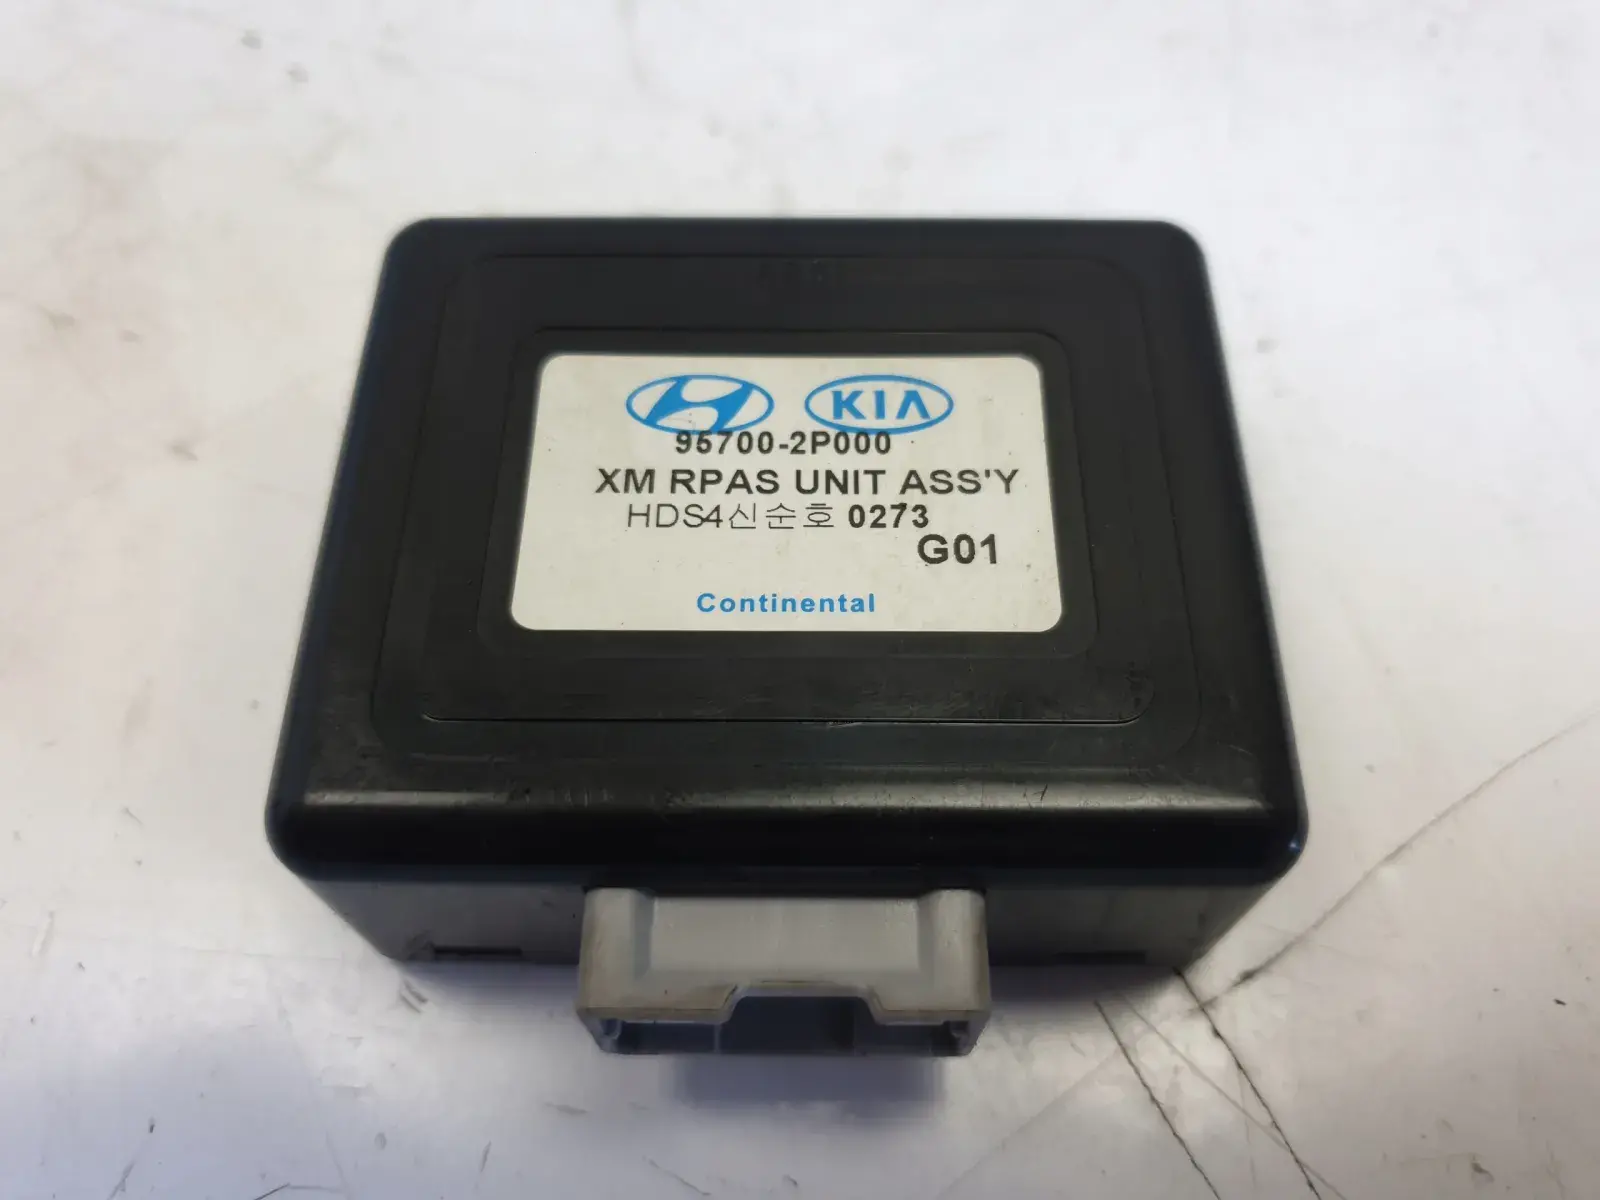 KIA
95700-2P000
XM RPAS UNIT ASS'Y
HDS4신순호 0273
G01
Continental